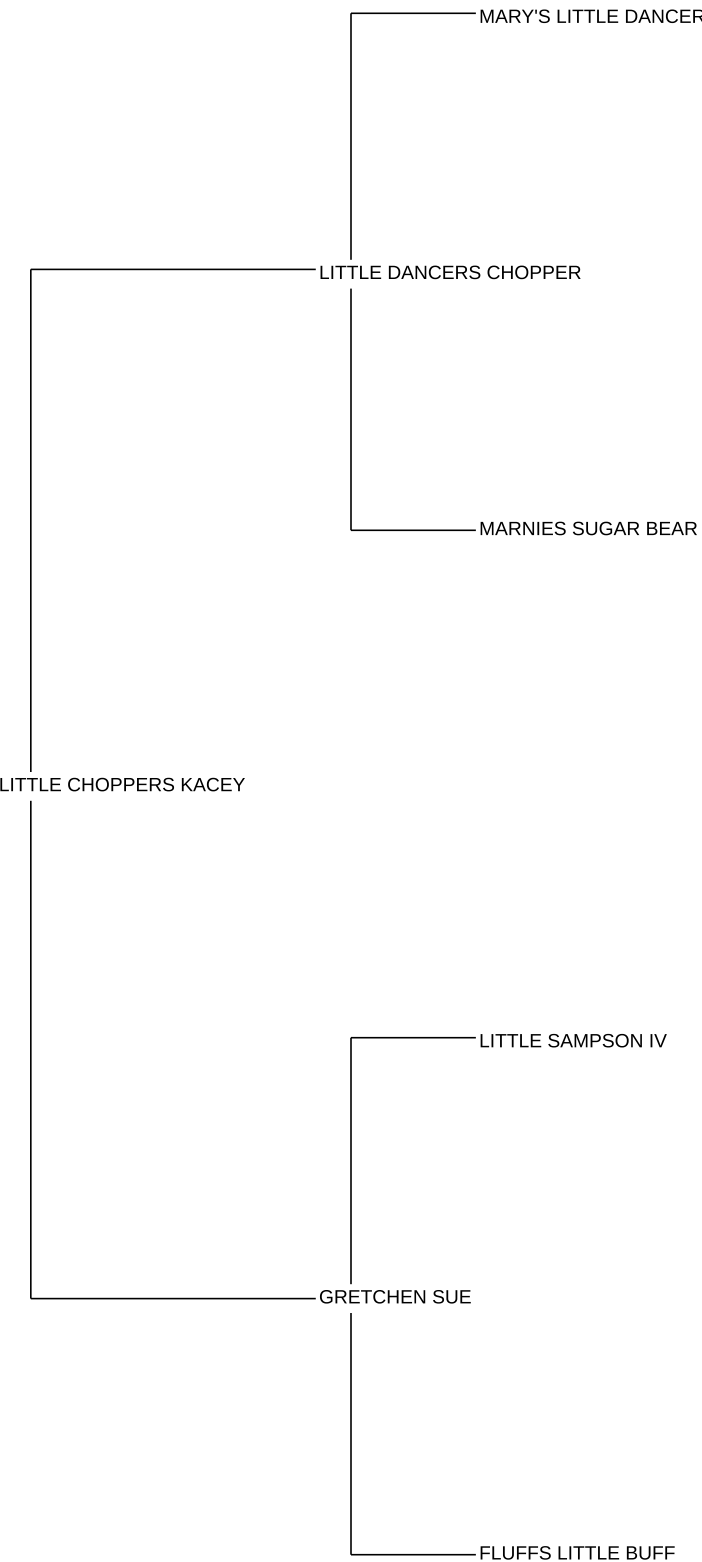 MARY'S LITTLE DANCER
LITTLE DANCERS CHOPPER
MARNIES SUGAR BEAR
LITTLE CHOPPERS KACEY
LITTLE SAMPSON IV
GRETCHEN SUE
FLUFFS LITTLE BUFF